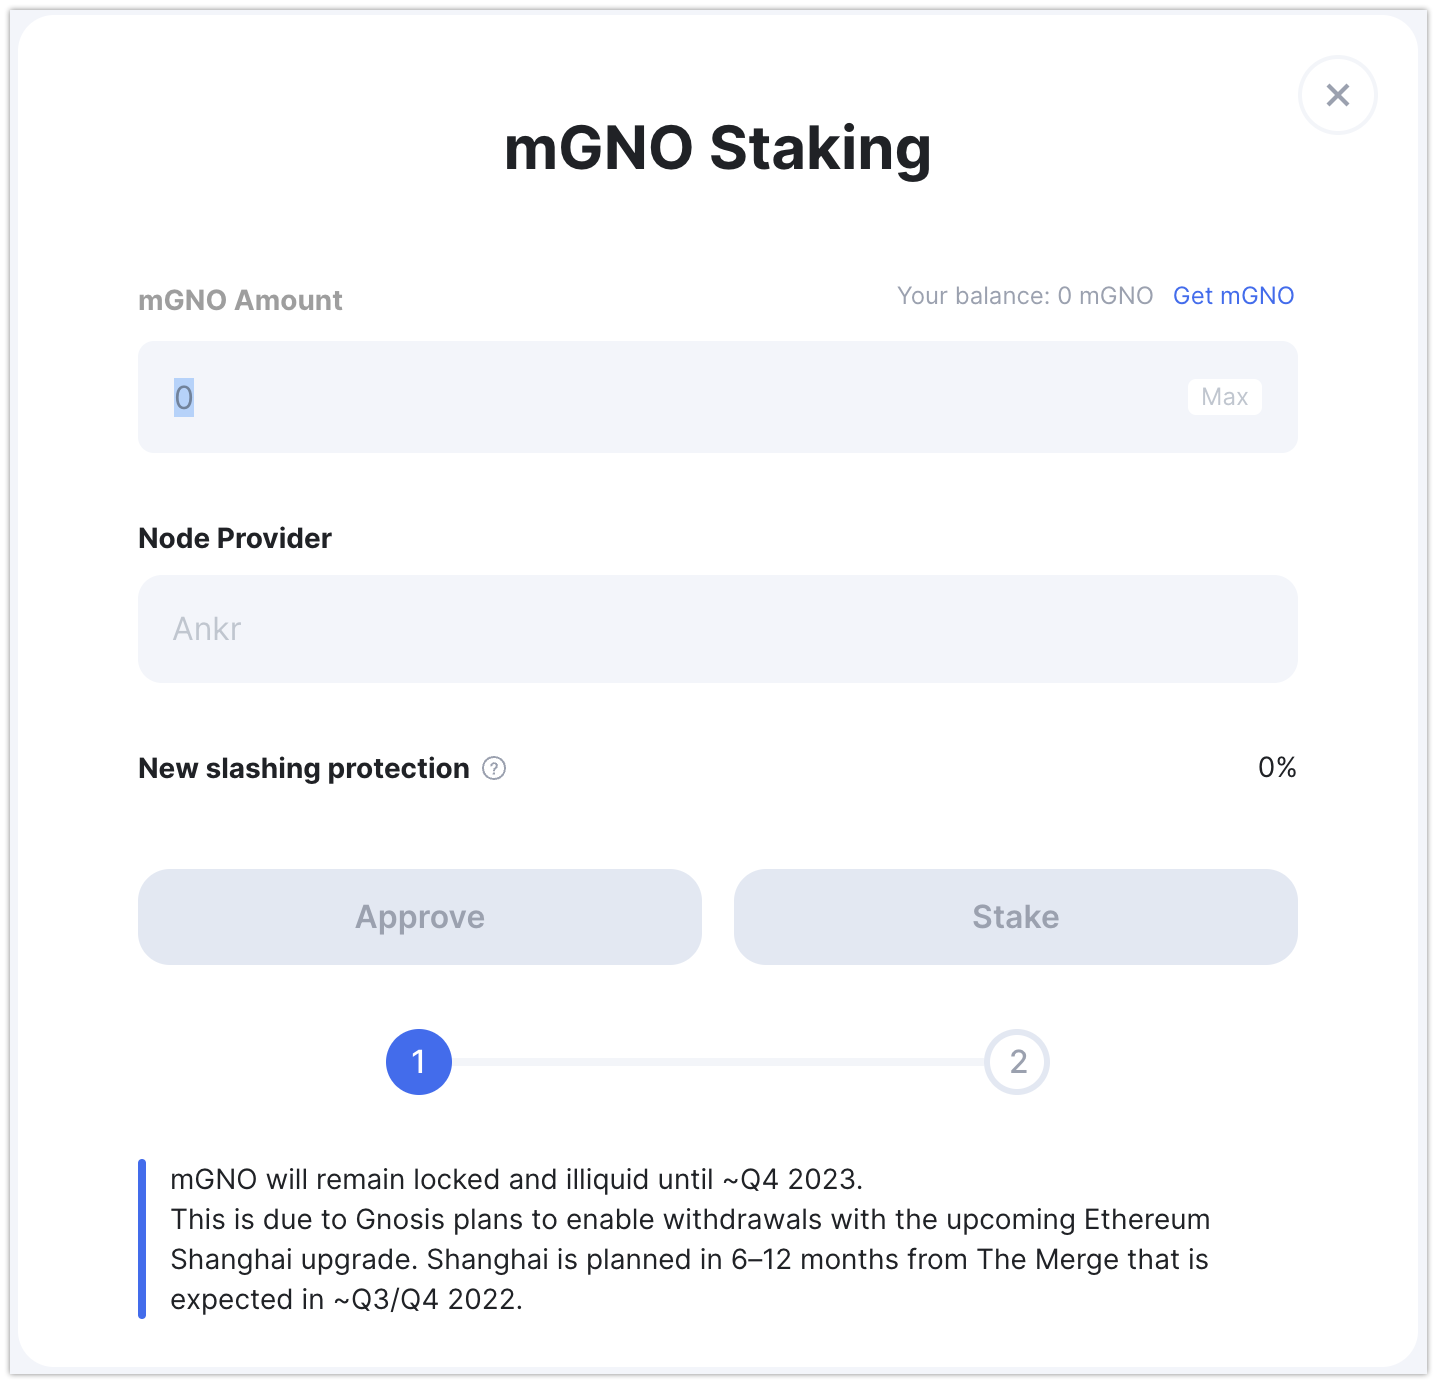 mGNO Staking
mGNO Amount
Your balance: 0 mGNO Get mGNO
0
Max
Node Provider
Ankr
New slashing protection ?
0%
Approve
Stake
1
2
mGNO will remain locked and illiquid until ~Q4 2023.
This is due to Gnosis plans to enable withdrawals with the upcoming Ethereum
Shanghai upgrade. Shanghai is planned in 6–12 months from The Merge that is
expected in ~Q3/Q4 2022.